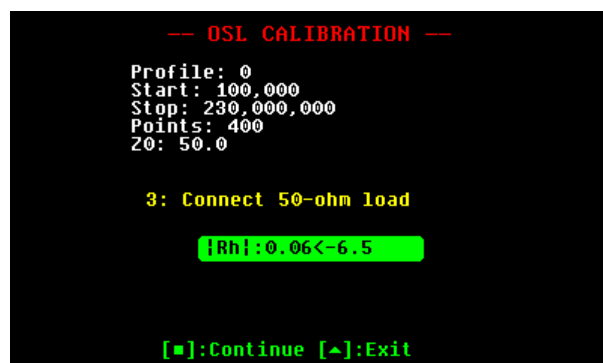 —— OSL CALIBRATION ——
Profile: 0
Start: 100,000
Stop: 230,000,000
Points: 400
Z0: 50.0
3: Connect 50-ohm load
¦Rh¦:0.06<-6.5
[■]:Continue [▲]:Exit